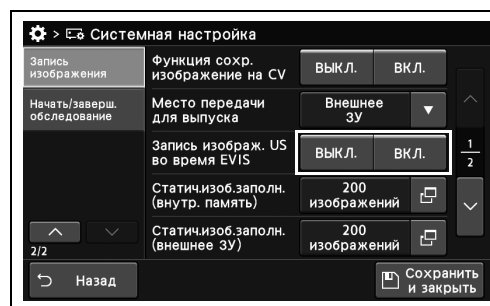 > Системная настройка
Запись
изображения
Начать/заверш.
обследование
2/2
Функция сохр.
изображение на CV
ВЫКЛ. ВКЛ.
Место передачи
для выпуска
Внешнее
ЗУ
Запись изображ. US
во время EVIS
ВЫКЛ. ВКЛ.
Статич.изоб.заполн.
(внутр. память)
200
изображений
Статич.изоб.заполн.
(внешнее ЗУ)
200
изображений
1
2
Назад
Сохранить
и закрыть